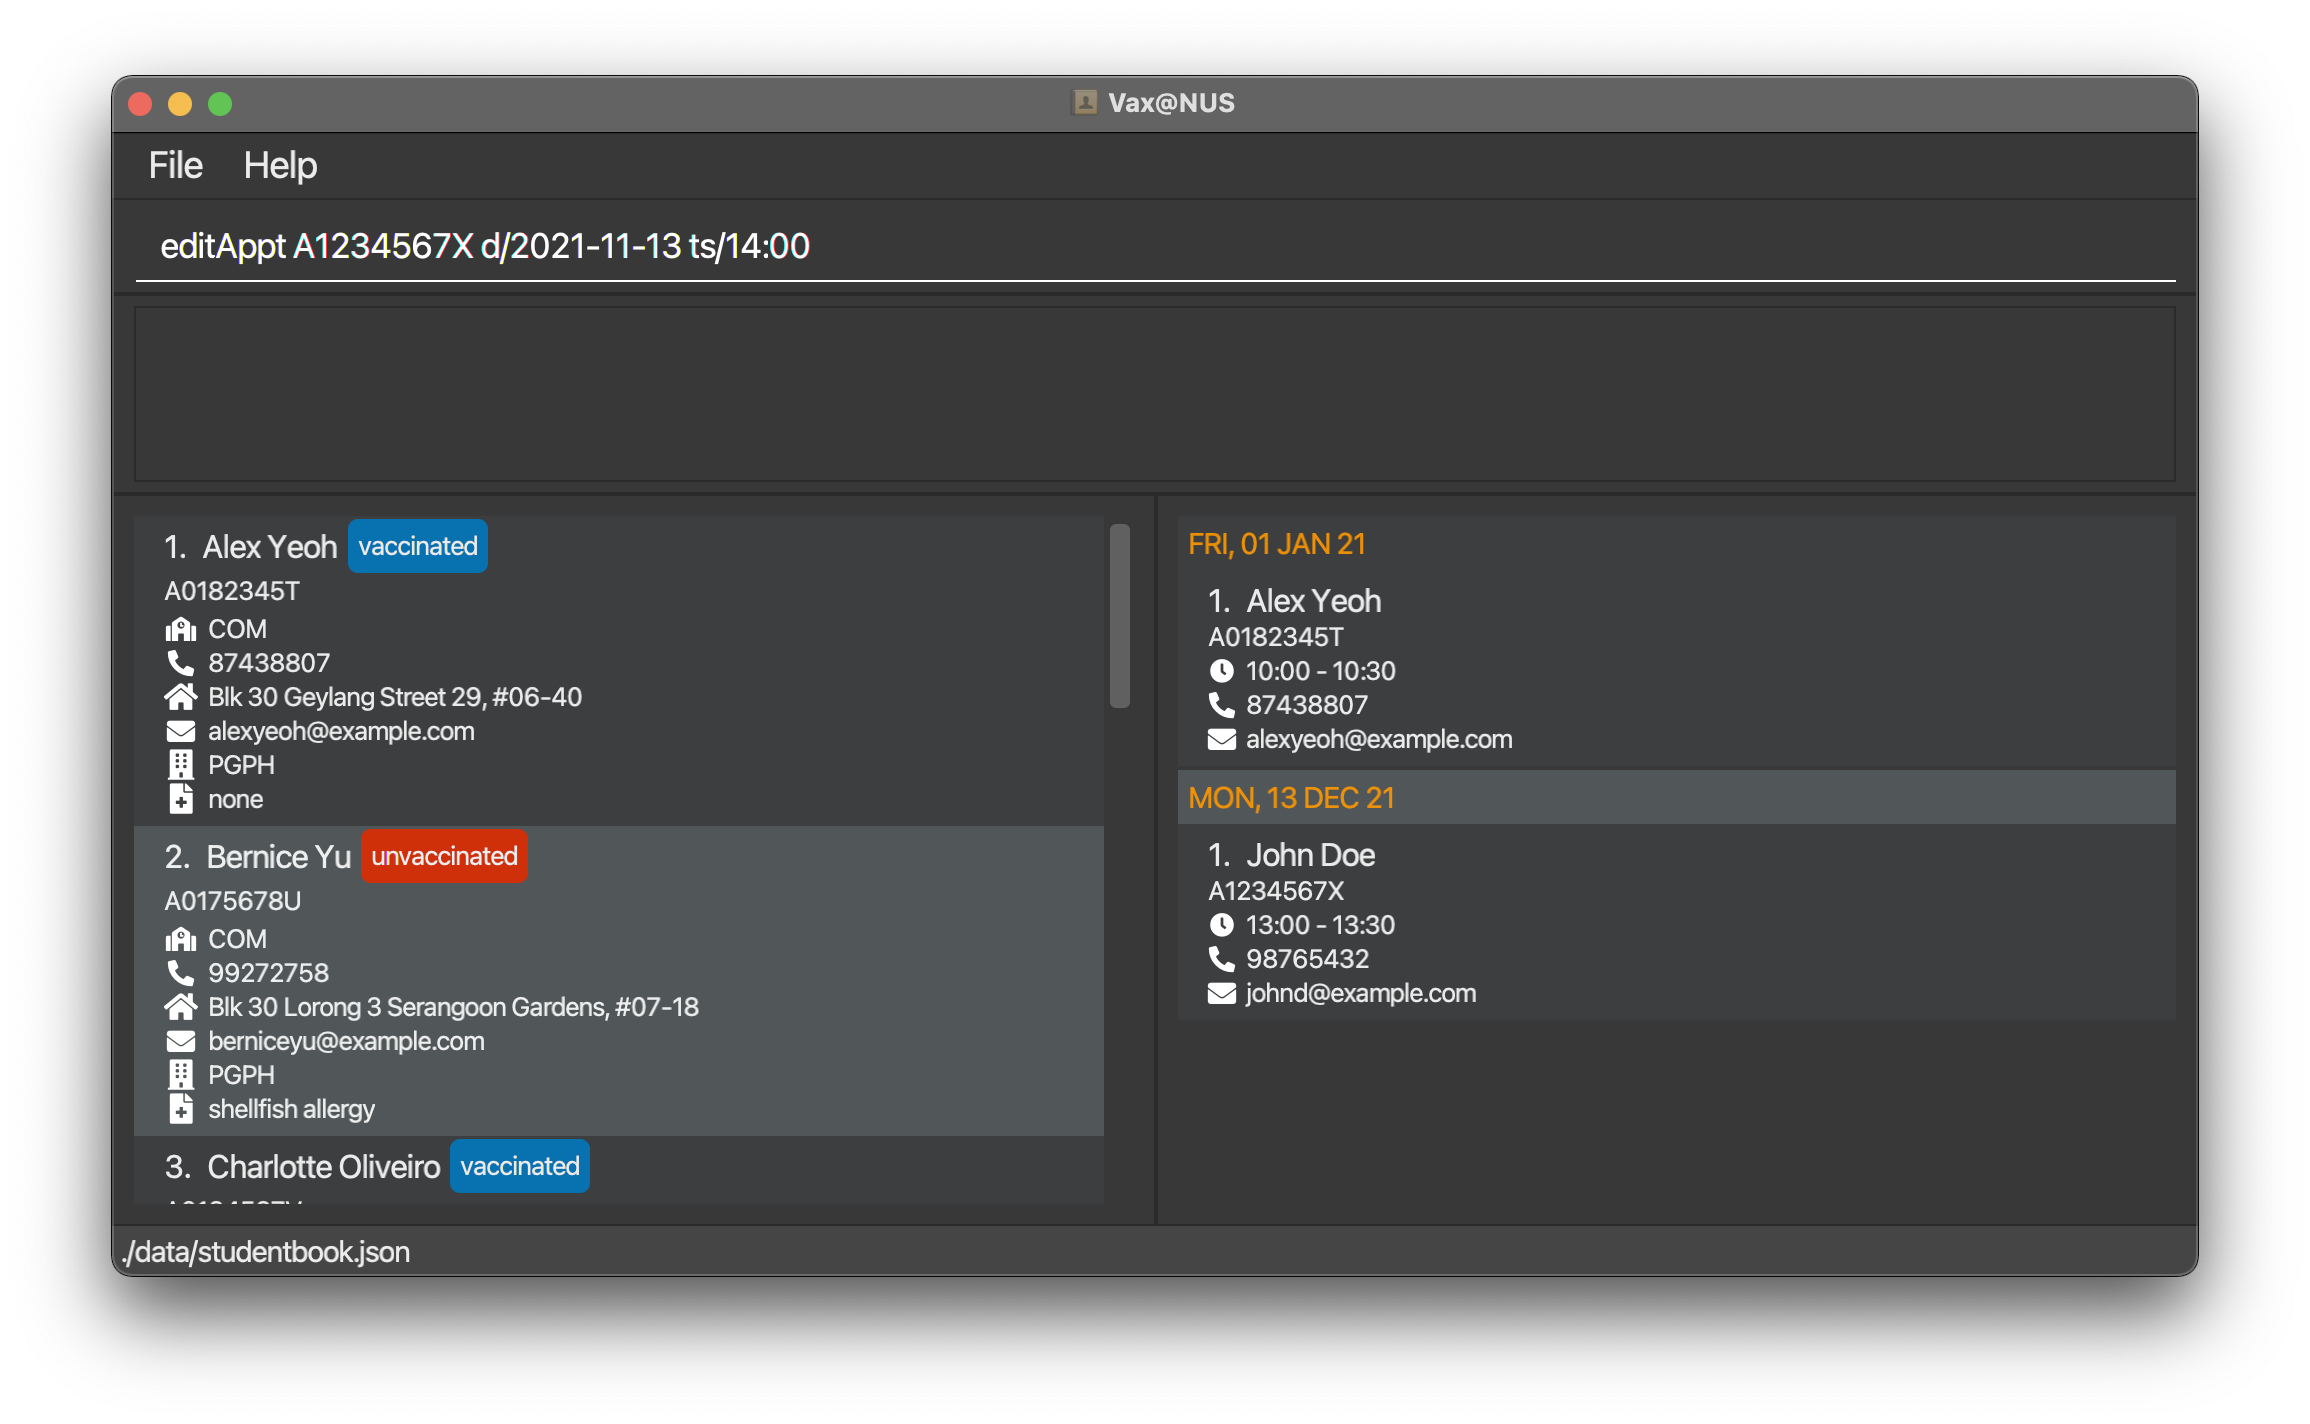 Vax@NUS
File Help
editAppt A1234567X d/2021-11-13 ts/14:00
1. Alex Yeoh vaccinated
A0182345T
COM
87438807
Blk 30 Geylang Street 29, #06-40
alexyeoh@example.com
PGPH
none
2. Bernice Yu unvaccinated
A0175678U
COM
99272758
Blk 30 Lorong 3 Serangoon Gardens, #07-18
berniceyu@example.com
PGPH
shellfish allergy
3. Charlotte Oliveiro vaccinated
FRI, 01 JAN 21
1. Alex Yeoh
A0182345T
10:00 - 10:30
87438807
alexyeoh@example.com
MON, 13 DEC 21
1. John Doe
A1234567X
13:00 - 13:30
98765432
johnd@example.com
./data/studentbook.json